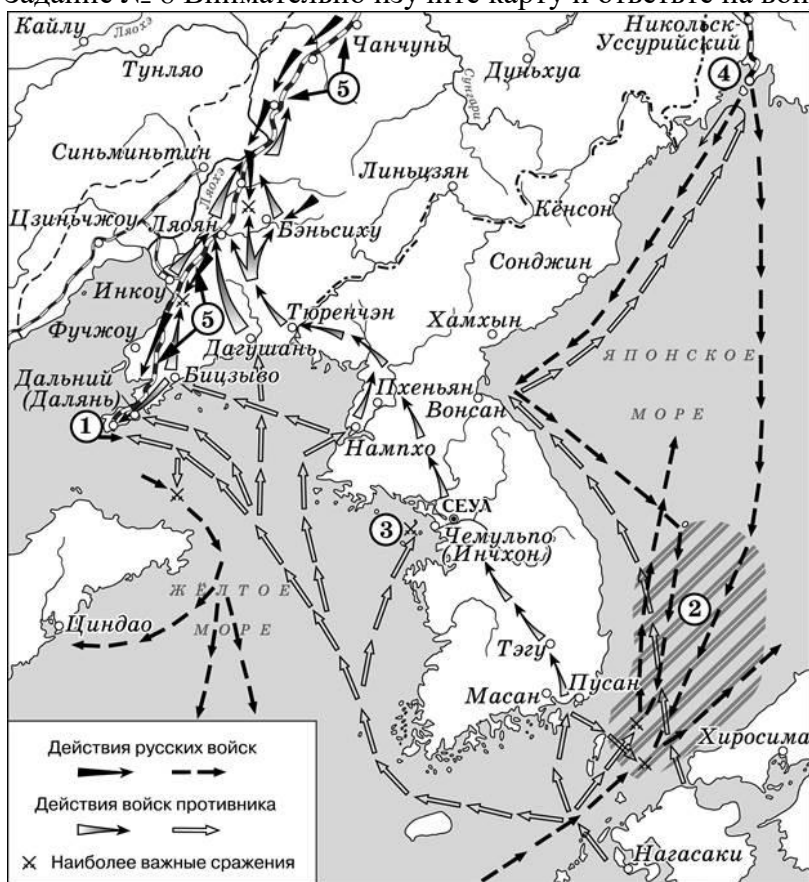 Задание № 8 Внимательно изучите карту и ответьте на
Кайлу
Ляохэ
Тунляо
Чанчунь
5
Никольск-
Уссурийский
4
Дуньхуа
Сунгари
Синьминьтин
Линьцзян
Ляохэ
Цзиньчжоу
Ляоян
Бэньсиху
Кёнсон
Сонджин
Инкоу
5
Тюренчэн
Фучжоу
Дагушань
Хамхын
ЯПОНСКОЕ
МОРЕ
Дальний
(Далянь)
Бицзыво
Пхеньян
Вонсан
1
Нампхо
СЕУЛ
3
Чемульпо
(Инчхон)
ЖЁЛТОЕ
МОРЕ
2
Циндао
Тэгу
Масан
Пусан
Хиросима
Нагасаки
Действия русских войск
Действия войск противника
Наиболее важные сражения